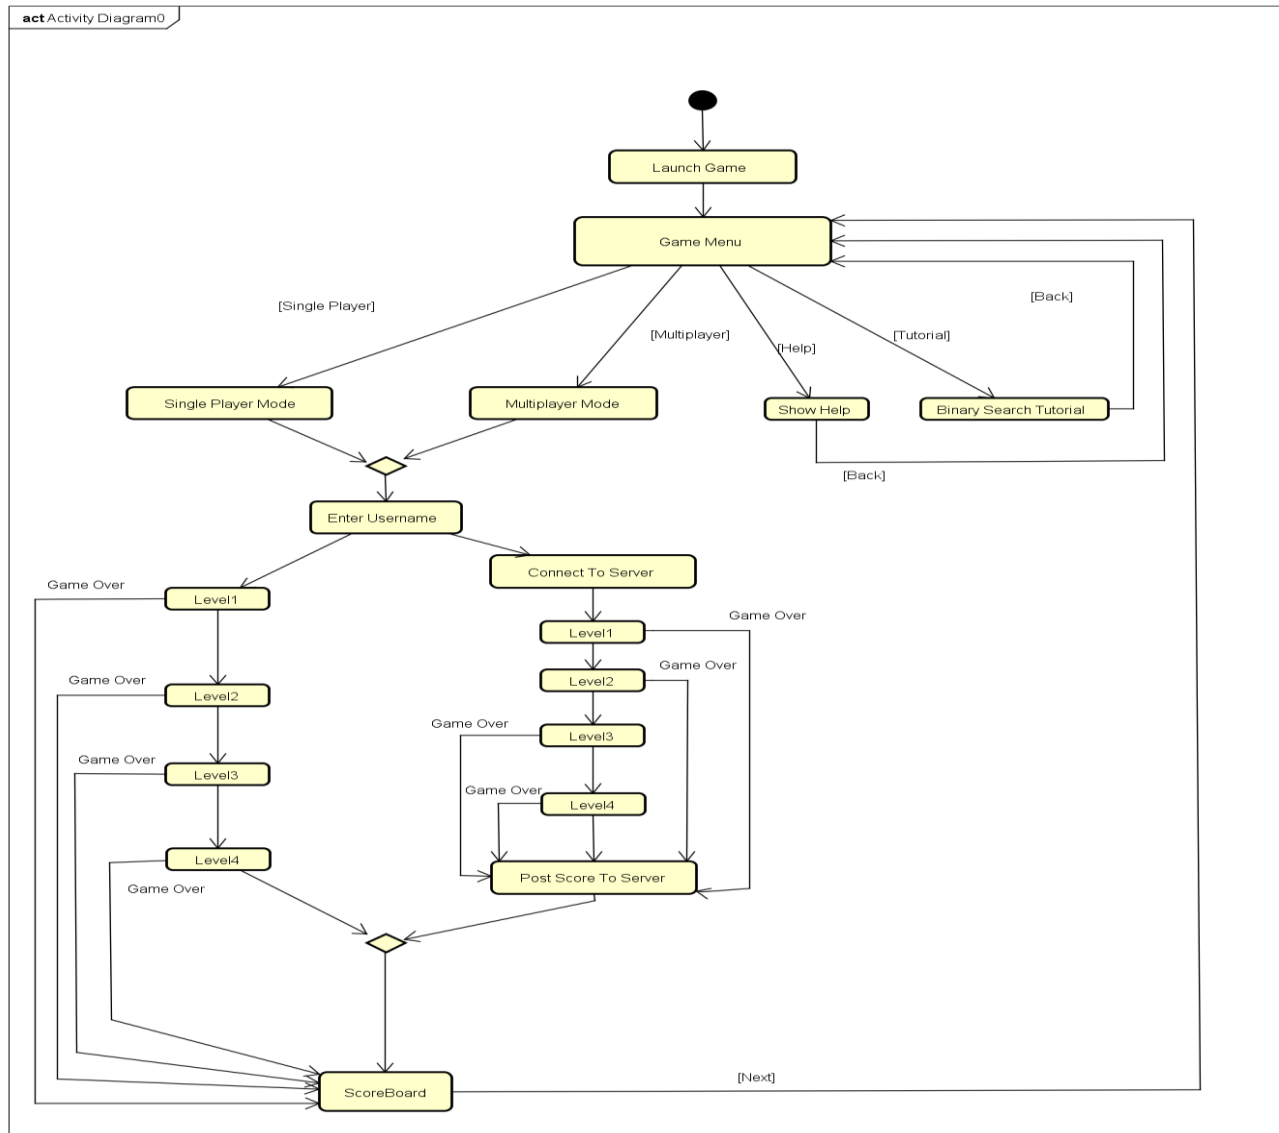 act Activity Diagram0
Launch Game
Game Menu
[Single Player]
[Multiplayer]
[Help]
[Tutorial]
[Back]
Single Player Mode
Multiplayer Mode
Show Help
Binary Search Tutorial
[Back]
Enter Username
Connect To Server
Game Over
Level1
Level1
Game Over
Game Over
Level2
Level2
Game Over
Game Over
Level3
Level3
Game Over
Game Over
Level4
Level4
Game Over
Post Score To Server
[Next]
ScoreBoard